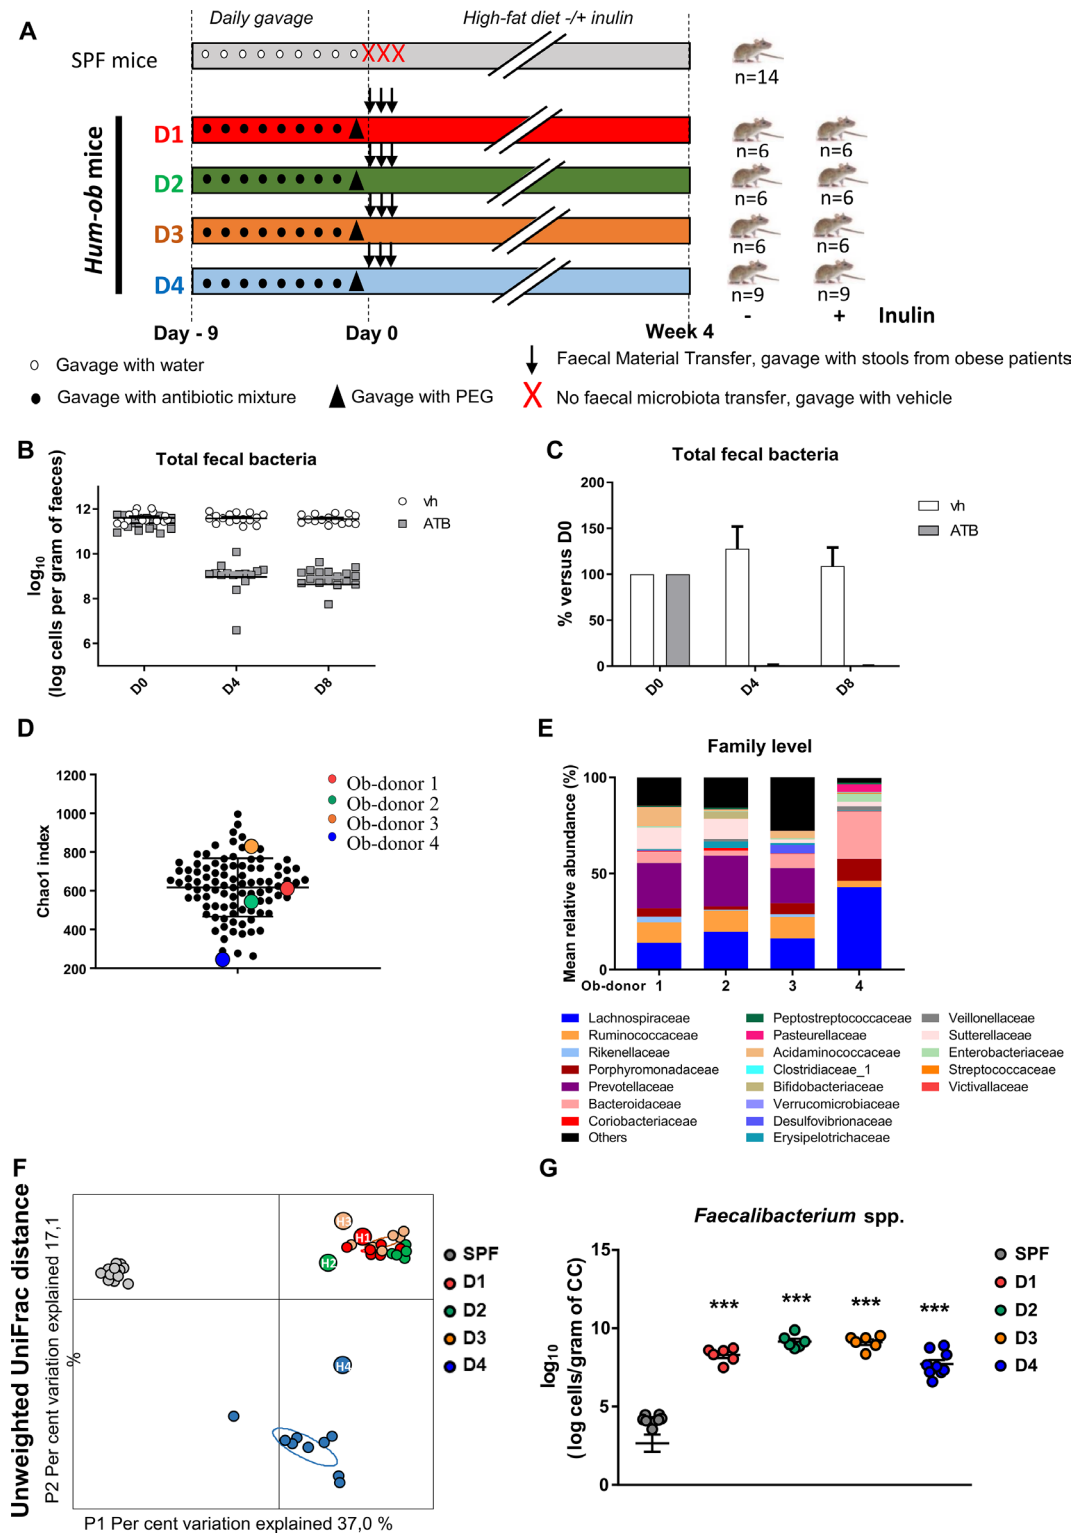 A
Daily gavage
High-fat diet -/+ inulin
SPF mice
XXX
n=14
Hum-ob mice
D1
n=6
n=6
D2
n=6
n=6
D3
n=6
n=6
D4
n=9
n=9
- + Inulin
Day - 9
Day 0
Week 4
Gavage with water
Faecal Material Transfer, gavage with stools from obese patients
Gavage with antibiotic mixture
Gavage with PEG
X No faecal microbiota transfer, gavage with vehicle
B
Total fecal bacteria
log10
(log cells per gram of faeces)
12
10
8
6
D0
D4
D8
vh
ATB
C
Total fecal bacteria
% versus D0
200
150
100
50
0
D0
D4
D8
vh
ATB
D
Chao1 index
1200
1000
800
600
400
200
Ob-donor 1
Ob-donor 2
Ob-donor 3
Ob-donor 4
E
Family level
Mean relative abundance (%)
100
50
0
Ob-donor 1 2 3 4
Lachnospiraceae
Ruminococcaceae
Rikenellaceae
Porphyromonadaceae
Prevotellaceae
Bacteroidaceae
Coriobacteriaceae
Others
Peptostreptococcaceae
Pasteurellaceae
Acidaminococcaceae
Clostridiaceae_1
Bifidobacteriaceae
Verrucomicrobiaceae
Desulfovibrionaceae
Erysipelotrichaceae
Veillonellaceae
Sutterellaceae
Enterobacteriaceae
Streptococcaceae
Victivallaceae
F
Unweighted UniFrac distance
P2 Per cent variation explained 17,1
%
H3
H1
H2
H4
P1 Per cent variation explained 37,0 %
SPF
D1
D2
D3
D4
G
Faecalibacterium spp.
log10
(log cells/gram of CC)
15
10
5
0
***
***
***
***
SPF
D1
D2
D3
D4